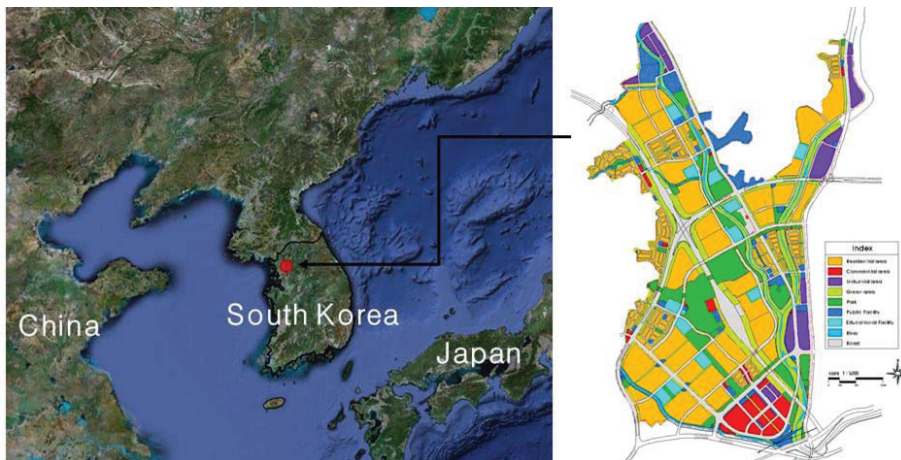 China
South Korea
Japan
Index
Residential area
Commercial area
Industrial area
Green area
Park
Public Facility
Educational Facility
River
Road